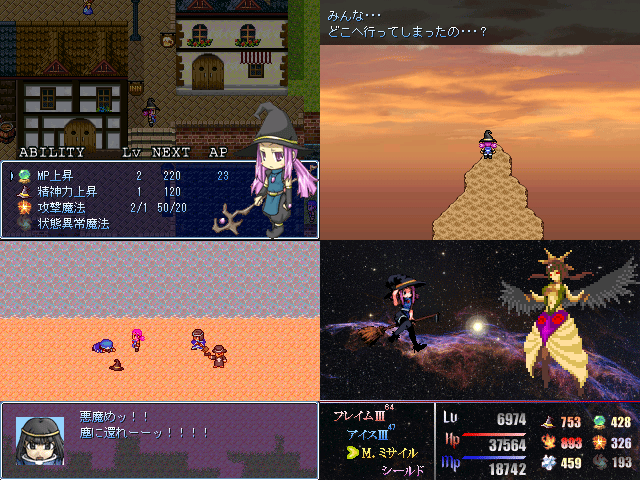 ABILITY Lv NEXT AP
MP上昇 2 220 23
精神力上昇 1 120
攻撃魔法 2/1 50/20
状態異常魔法
みんな・・・
どこへ行ってしまったの・・・?
悪魔めッ!!
塵に還れーーッ!!!!
フレイムⅢ 64
アイスⅢ 47
M.ミサイル
シールド
Lv 6974 753 428
Hp 37564 893 326
Mp 18742 459 193